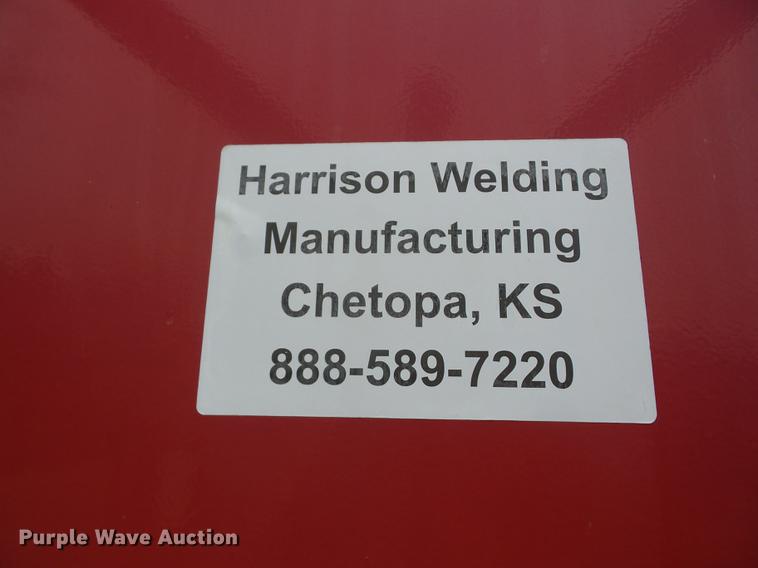 Harrison Welding
Manufacturing
Chetopa, KS
888-589-7220
Purple Wave Auction